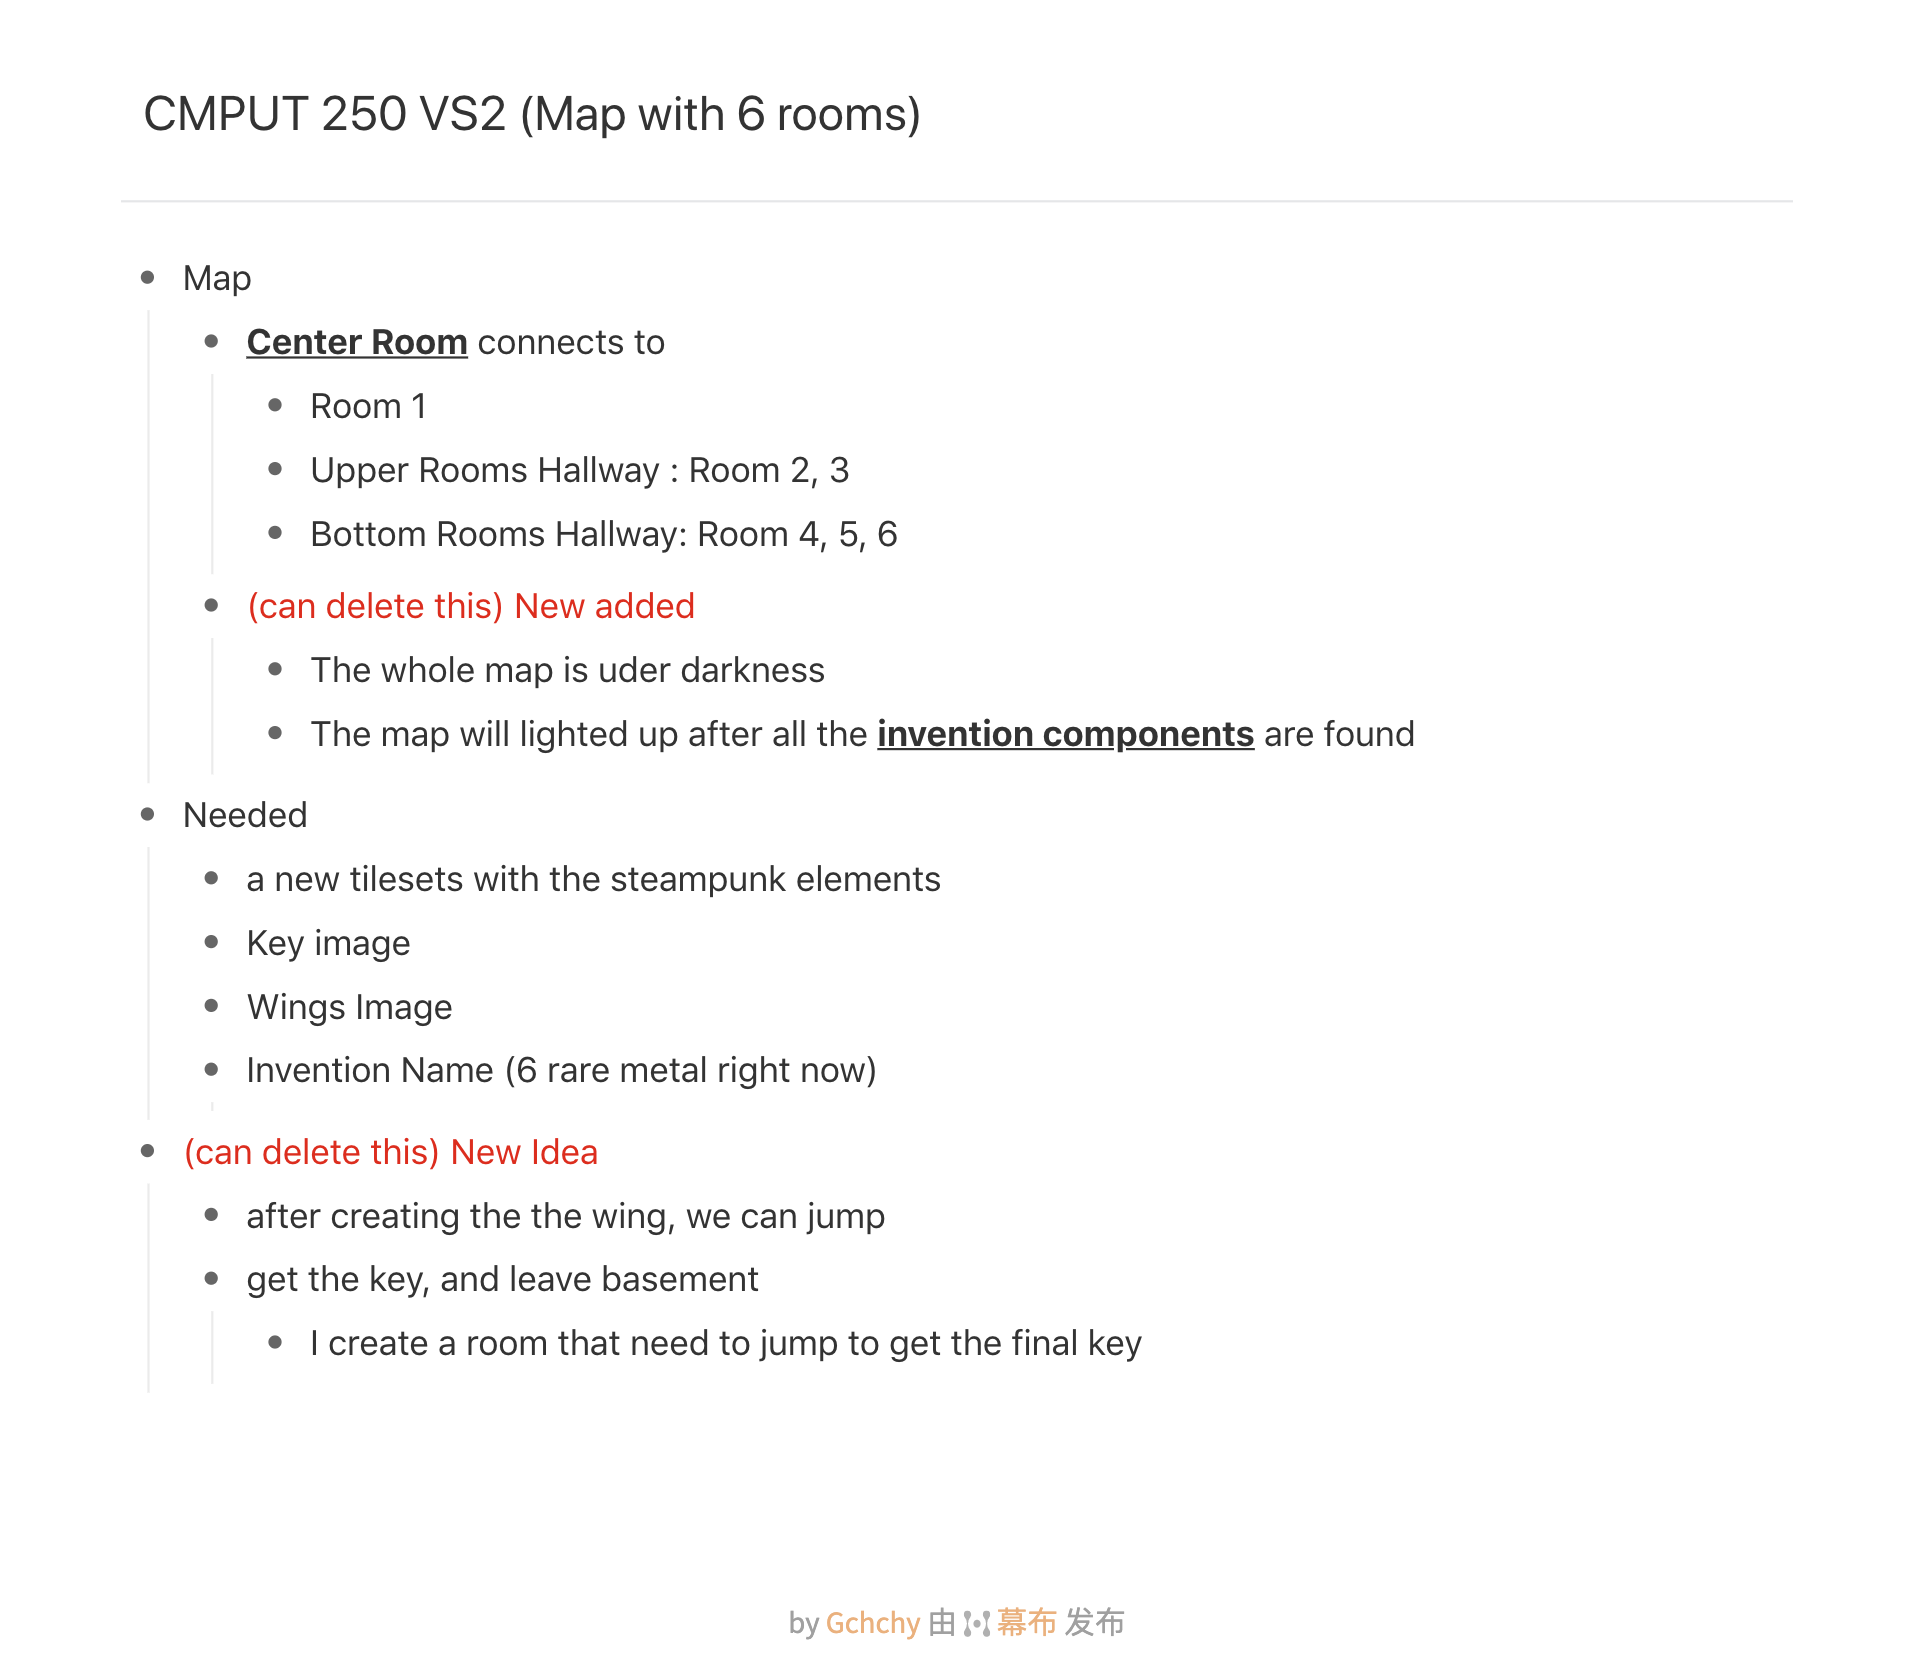 CMPUT 250 VS2 (Map with 6 rooms)
Map
Center Room connects to
Room 1
Upper Rooms Hallway : Room 2, 3
Bottom Rooms Hallway: Room 4, 5, 6
(can delete this) New added
The whole map is uder darkness
The map will lighted up after all the invention components are found
Needed
a new tilesets with the steampunk elements
Key image
Wings Image
Invention Name (6 rare metal right now)
(can delete this) New Idea
after creating the the wing, we can jump
get the key, and leave basement
I create a room that need to jump to get the final key
by Gchchy 由 幕布 发布